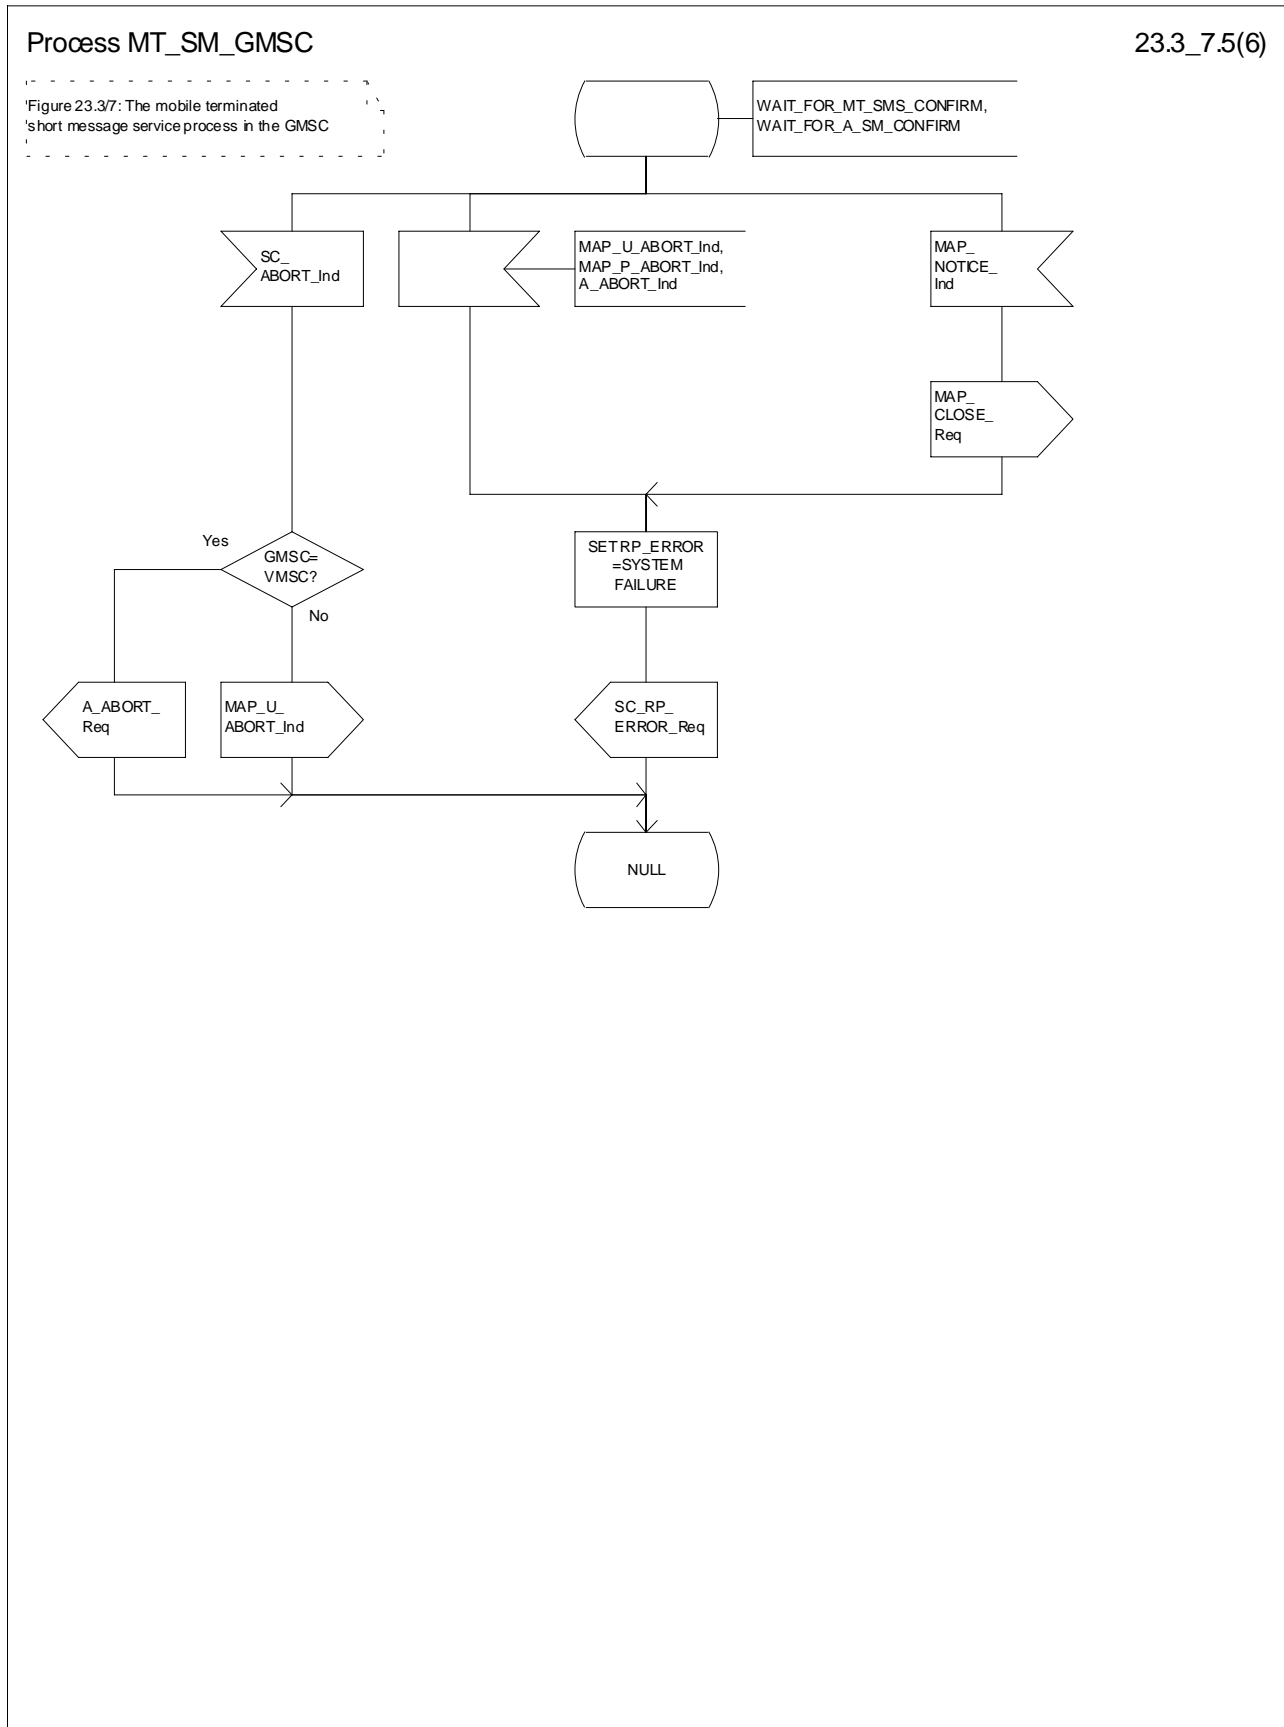 Process MT_SM_GMSC
23.3_7.5(6)
Figure 23.3/7: The mobile terminated
short message service process in the GMSC
WAIT_FOR_MT_SMS_CONFIRM,
WAIT_FOR_A_SM_CONFIRM
SC_
ABORT_Ind
MAP_U_ABORT_Ind,
MAP_P_ABORT_Ind,
A_ABORT_Ind
MAP_
NOTICE_
Ind
MAP_
CLOSE_
Req
Yes
GMSC=
VMSC?
No
SET RP_ERROR
=SYSTEM
FAILURE
A_ABORT_
Req
MAP_U_
ABORT_Ind
SC_RP_
ERROR_Req
NULL